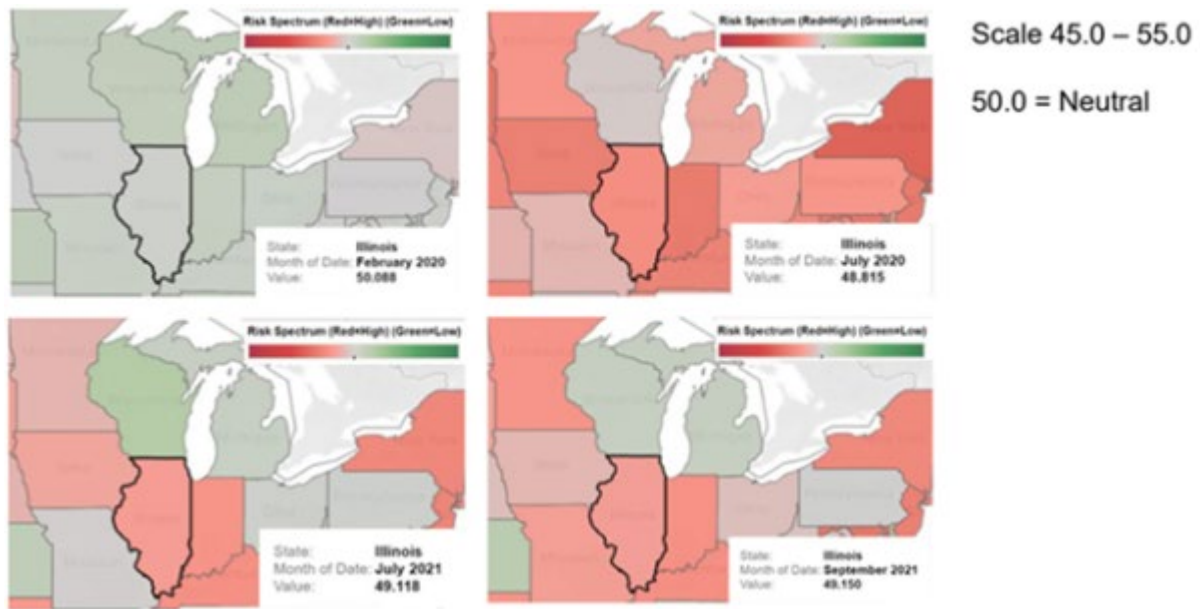 Risk Spectrum (Red=High) (Green=Low)
State: Illinois
Month of Date: February 2020
Value: 50.088
Risk Spectrum (Red=High) (Green=Low)
State: Illinois
Month of Date: July 2020
Value: 48.815
Scale 45.0 – 55.0
50.0 = Neutral
Risk Spectrum (Red=High) (Green=Low)
State: Illinois
Month of Date: July 2021
Value: 49.118
Risk Spectrum (Red=High) (Green=Low)
State: Illinois
Month of Date: September 2021
Value: 49.150